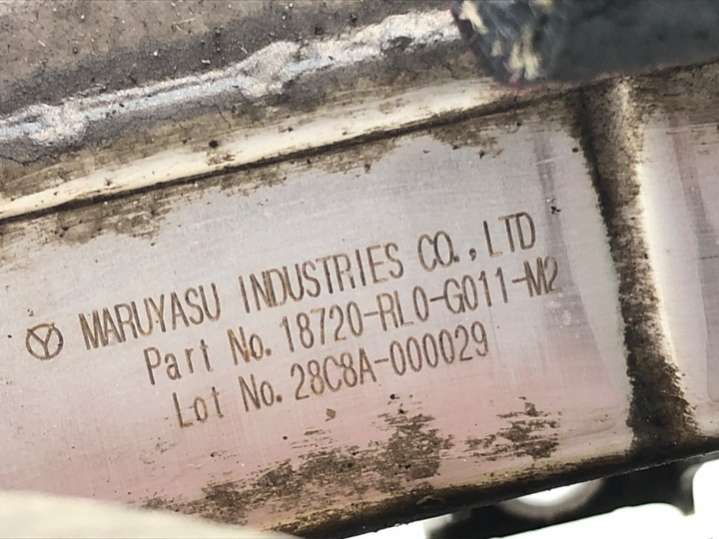 MARUYASU INDUSTRIES CO.,LTD
Part No. 18720-RL0-G011-M2
Lot No. 28C8A-000029